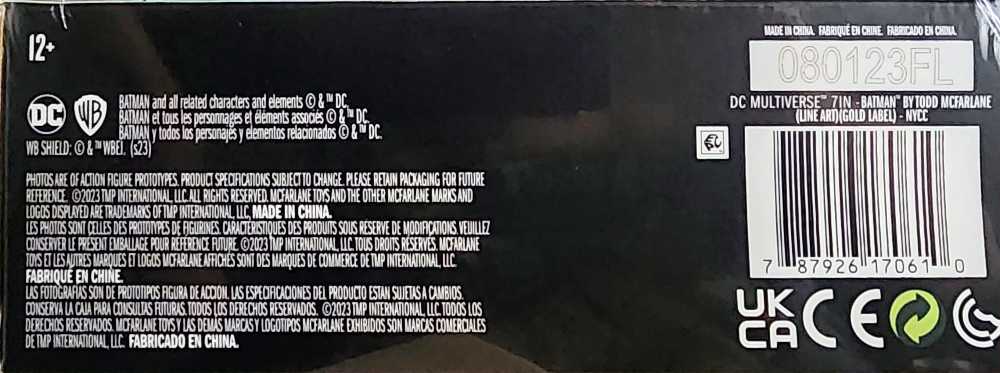 12+
DC WB
BATMAN and all related characters and elements © & ™ DC.
BATMAN et tous les personnages et éléments associés © & ™ DC.
BATMAN y todos los personajes y elementos relacionados © & ™ DC.
WB SHIELD: © & ™ WBEI. (s23)
PHOTOS ARE OF ACTION FIGURE PROTOTYPES. PRODUCT SPECIFICATIONS SUBJECT TO CHANGE. PLEASE RETAIN PACKAGING FOR FUTURE
REFERENCE. ©2023 TMP INTERNATIONAL, LLC. ALL RIGHTS RESERVED. MCFARLANE TOYS AND THE OTHER MCFARLANE MARKS AND
LOGOS DISPLAYED ARE TRADEMARKS OF TMP INTERNATIONAL, LLC. MADE IN CHINA.
LES PHOTOS SONT CELLES DES PROTOTYPES DE FIGURINES. CARACTERISTIQUES DES PRODUITS SOUS RÉSERVE DE MODIFICATIONS. VEUILLEZ
CONSERVER LE PRÉSENT EMBALLAGE POUR RÉFÉRENCE FUTURE. ©2023 TMP INTERNATIONAL, LLC. TOUS DROITS RÉSERVÉS. MCFARLANE
TOYS ET LES AUTRES MARQUES ET LOGOS MCFARLANE AFFICHÉS SONT DES MARQUES DE COMMERCE DE TMP INTERNATIONAL, LLC.
FABRIQUÉ EN CHINE.
LAS FOTOGRAFIAS SON DE PROTOTIPOS FIGURA DE ACCION. LAS ESPECIFICACIONES DEL PRODUCTO ESTAN SUJETAS A CAMBIOS.
CONSERVA LA CAJA PARA CONSULTAS FUTURAS. TODOS LOS DERECHOS RESERVADOS. ©2023 TMP INTERNATIONAL, LLC TODOS LOS
DERECHOS RESERVADOS. MCFARLANE TOYS Y LAS DEMÁS MARCAS Y LOGOTIPOS MCFARLANE EXHIBIDOS SON MARCAS COMERCIALES
DE TMP INTERNATIONAL, LLC. FABRICADO EN CHINA.
MADE IN CHINA. FABRIQUÉ EN CHINE. FABRICADO EN CHINA.
080123FL
DC MULTIVERSE™ 7IN - BATMAN™ BY TODD MCFARLANE
(LINE ART)(GOLD LABEL) - NYCC
7 87926 17061 0
UK
CA CE